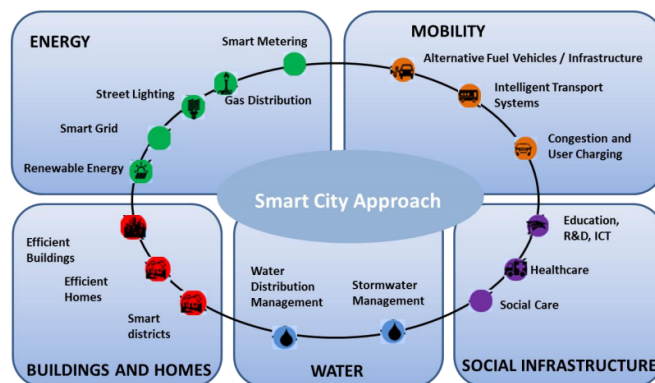 ENERGY
Smart Metering
Street Lighting
Gas Distribution
Smart Grid
Renewable Energy
MOBILITY
Alternative Fuel Vehicles / Infrastructure
Intelligent Transport
Systems
Congestion and
User Charging
Smart City Approach
Efficient
Buildings
Efficient
Homes
Smart
districts
BUILDINGS AND HOMES
Water
Distribution
Management
Stormwater
Management
WATER
Education,
R&D, ICT
Healthcare
Social Care
SOCIAL INFRASTRUCTURE